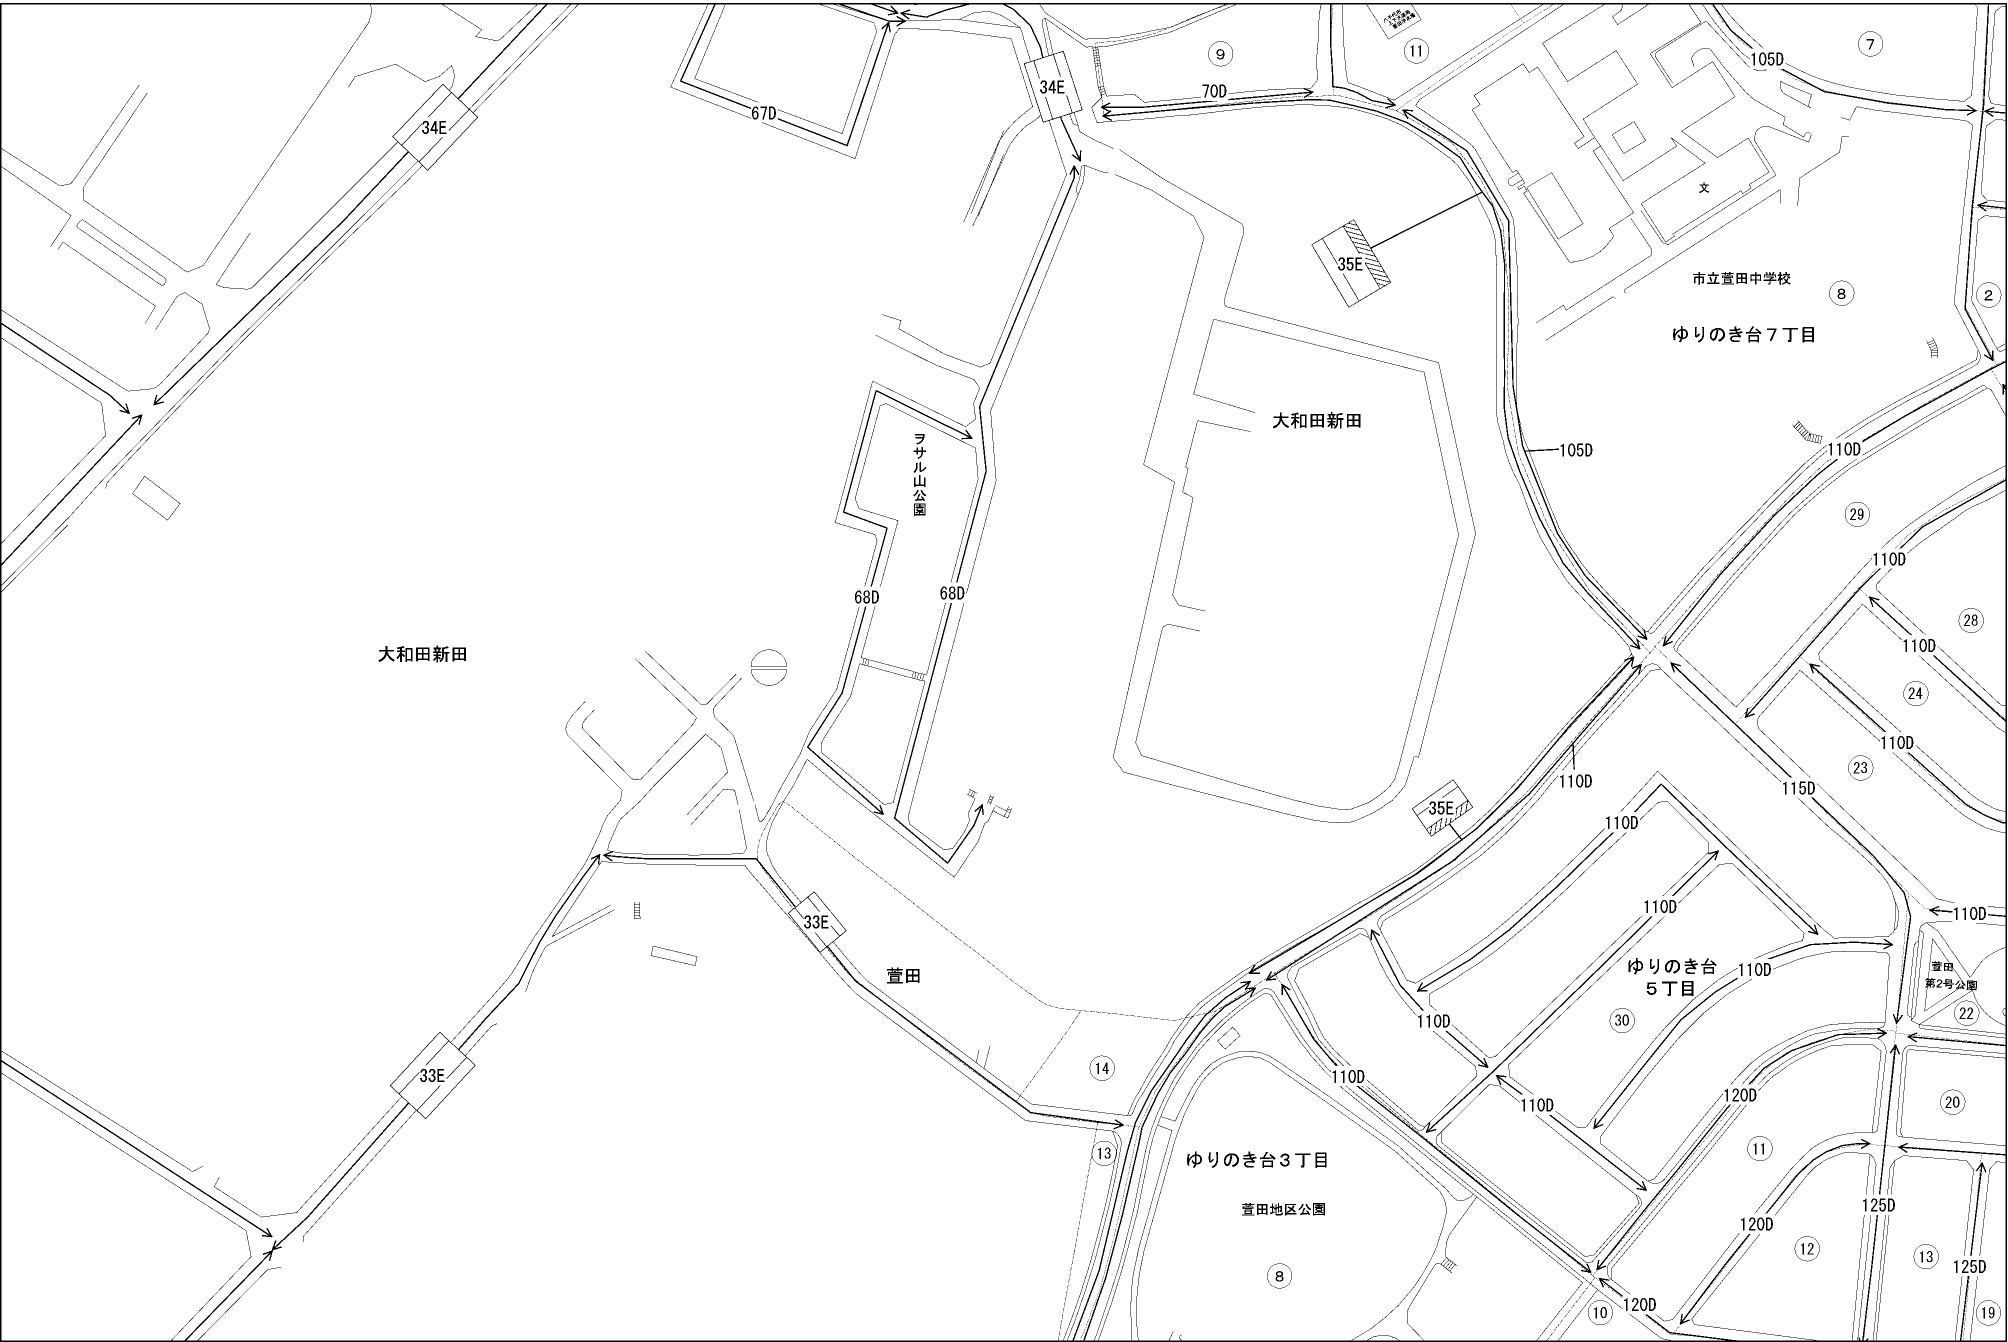 ⑦
105D
⑪
⑨
34E
70D
67D
34E
文
35E
市立萱田中学校
⑧
②
ゆりのき台７丁目
大和田新田
ヲサル山公園
105D
110D
㉙
110D
68D
68D
㉘
110D
大和田新田
㉔
110D
㉓
110D
115D
35E
110D
110D
110D
33E
萱田
ゆりのき台
５丁目
110D
萱田
第2号公園
㉒
110D
㉚
⑭
33E
110D
110D
120D
⑳
⑬
ゆりのき台３丁目
⑪
萱田地区公園
125D
120D
⑫
⑬
125D
⑧
120D
⑩
⑲